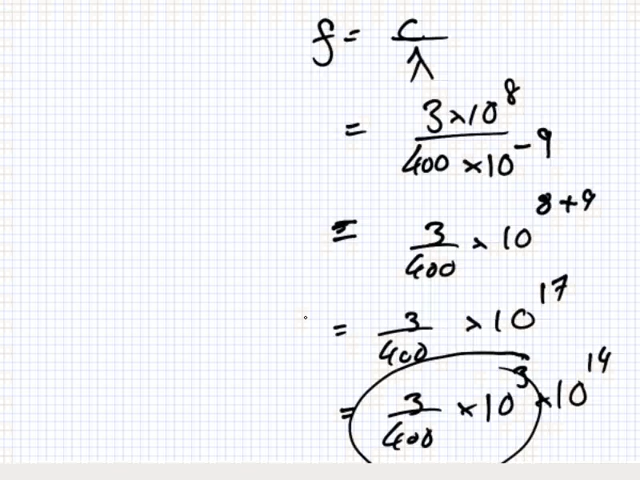 f = c/λ
= 3×10^8 / 400 ×10^-9
= 3/400 × 10^8+9
= 3/400 × 10^17
= 3/400 ×10^3 ×10^14